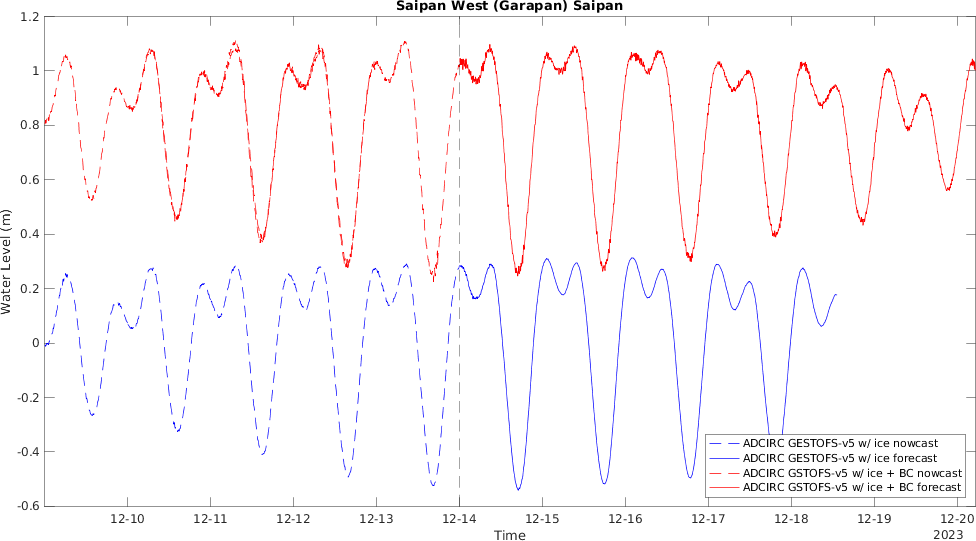 Saipan West (Garapan) Saipan
1.2
1
0.8
0.6
0.4
0.2
0
-0.2
-0.4
-0.6
Water Level (m)
ADCIRC GESTOFS-v5 w/ ice nowcast
ADCIRC GESTOFS-v5 w/ ice forecast
ADCIRC GSTOFS-v5 w/ ice + BC nowcast
ADCIRC GSTOFS-v5 w/ ice + BC forecast
12-10 12-11 12-12 12-13 12-14 12-15 12-16 12-17 12-18 12-19 12-20
Time
2023